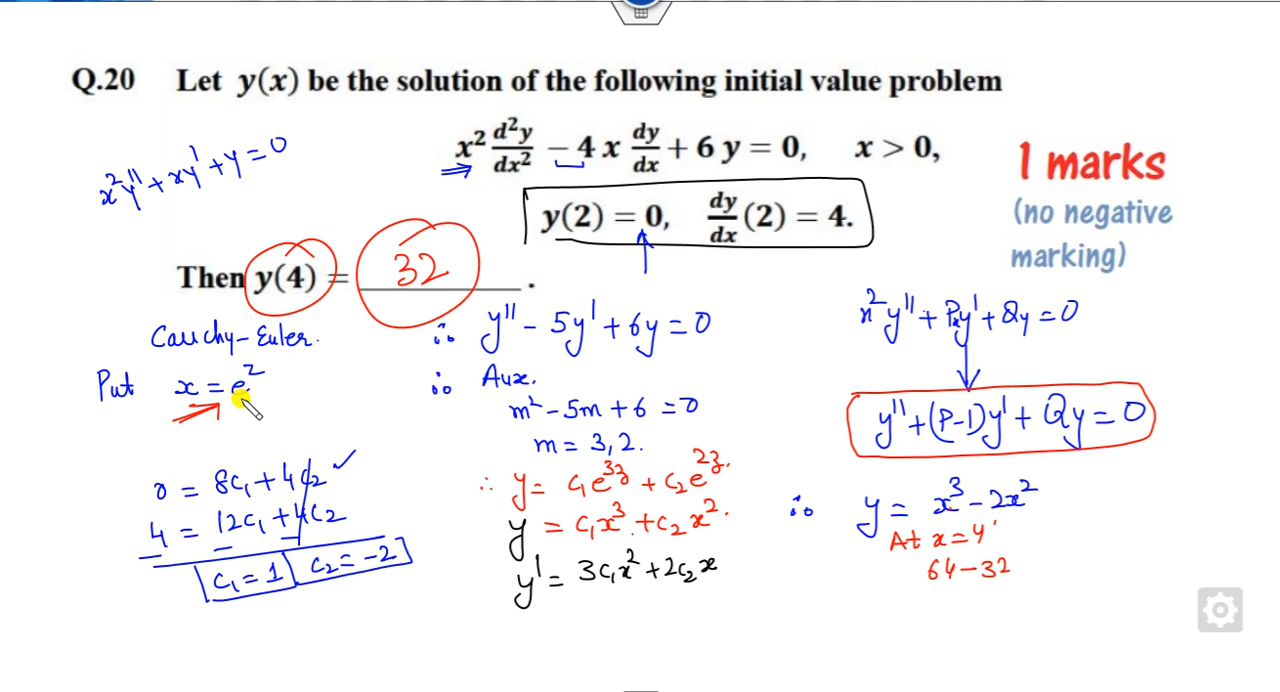 Q.20 Let y(x) be the solution of the following initial value problem
x² d²y/dx² − 4 x dy/dx + 6 y = 0, x > 0,
y(2) = 0, dy/dx (2) = 4.
Then y(4) = 32 .
1 marks
(no negative
marking)
x²y'' + xy' + y = 0
Cauchy-Euler.
Put x = e^z
∴ y'' - 5y' + 6y = 0
∴ Aux.
m² - 5m + 6 = 0
m = 3, 2.
∴ y = c₁e^{3z} + c₂e^{2z}.
y = c₁x³ + c₂x².
y' = 3c₁x² + 2c₂x
0 = 8c₁ + 4c₂ ✓
4 = 12c₁ + 4c₂
c₁ = 1, c₂ = -2
x²y'' + Pxy' + Qy = 0
y'' + (P-1)y' + Qy = 0
∴ y = x³ - 2x²
At x = 4'
64 - 32